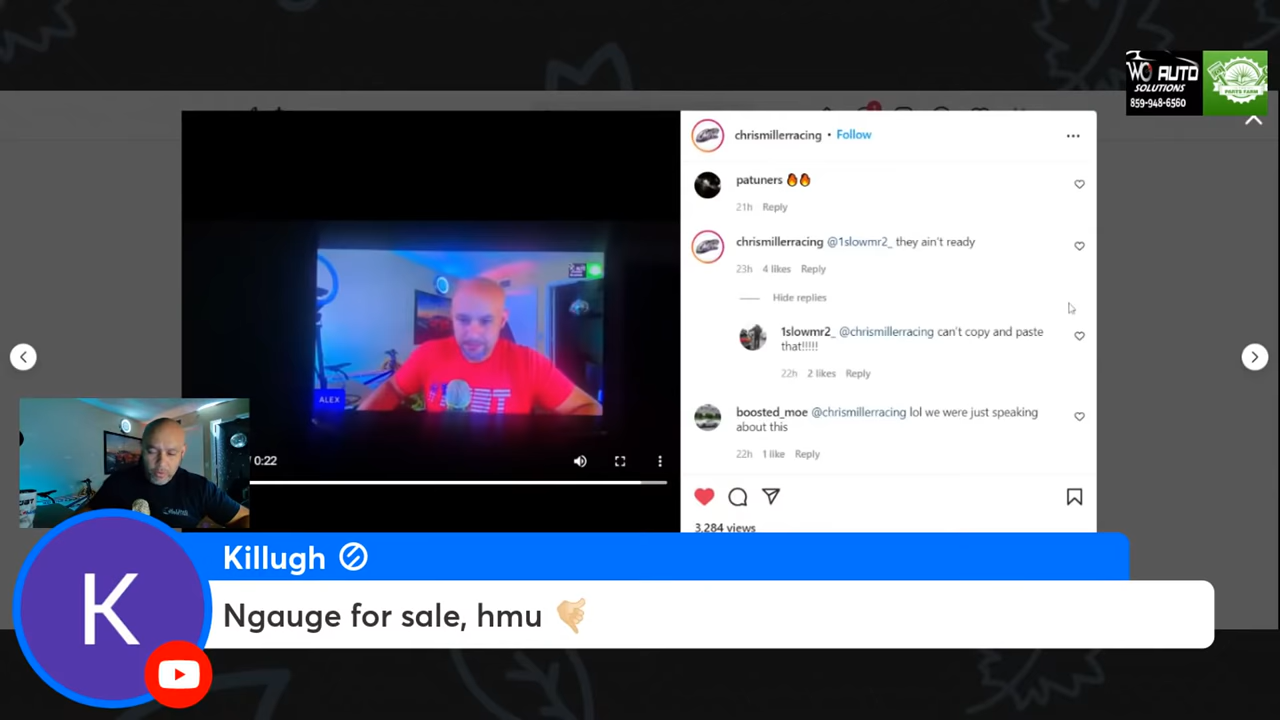 WC AUTO
SOLUTIONS
859-948-6560
PARTS FARM
chrismillerracing • Follow
patuners 🔥🔥
21h Reply
chrismillerracing @1slowmr2_ they ain't ready
23h 4 likes Reply
Hide replies
1slowmr2_ @chrismillerracing can't copy and paste
that!!!!!
22h 2 likes Reply
boosted_moe @chrismillerracing lol we were just speaking
about this
22h 1 like Reply
3,284 views
ALEX
/ 0:22
Killugh
Ngauge for sale, hmu 🤙🏼
K